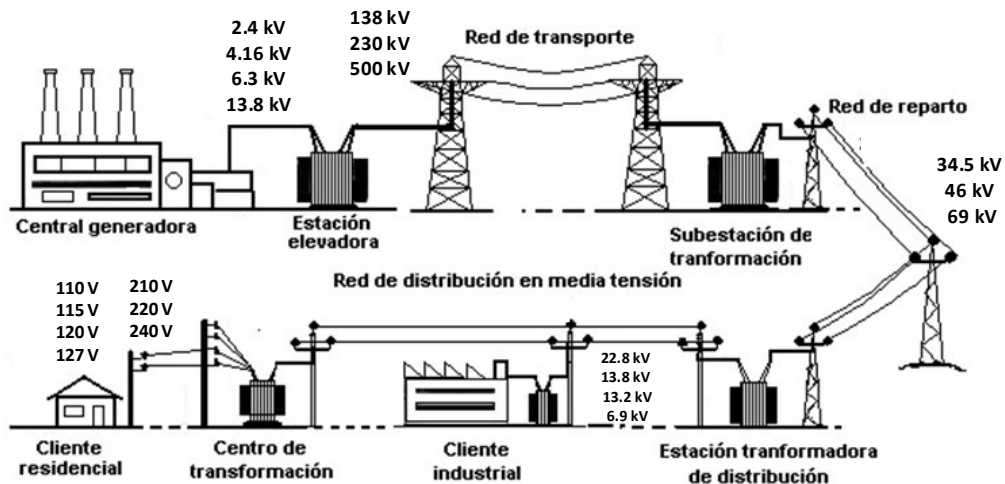 2.4 kV
4.16 kV
6.3 kV
13.8 kV
138 kV
230 kV
500 kV
Red de transporte
Red de reparto
34.5 kV
46 kV
69 kV
Central generadora
Estación
elevadora
Subestación de
tranformación
Red de distribución en media tensión
110 V
115 V
120 V
127 V
210 V
220 V
240 V
22.8 kV
13.8 kV
13.2 kV
6.9 kV
Cliente
residencial
Centro de
transformación
Cliente
industrial
Estación tranformadora
de distribución